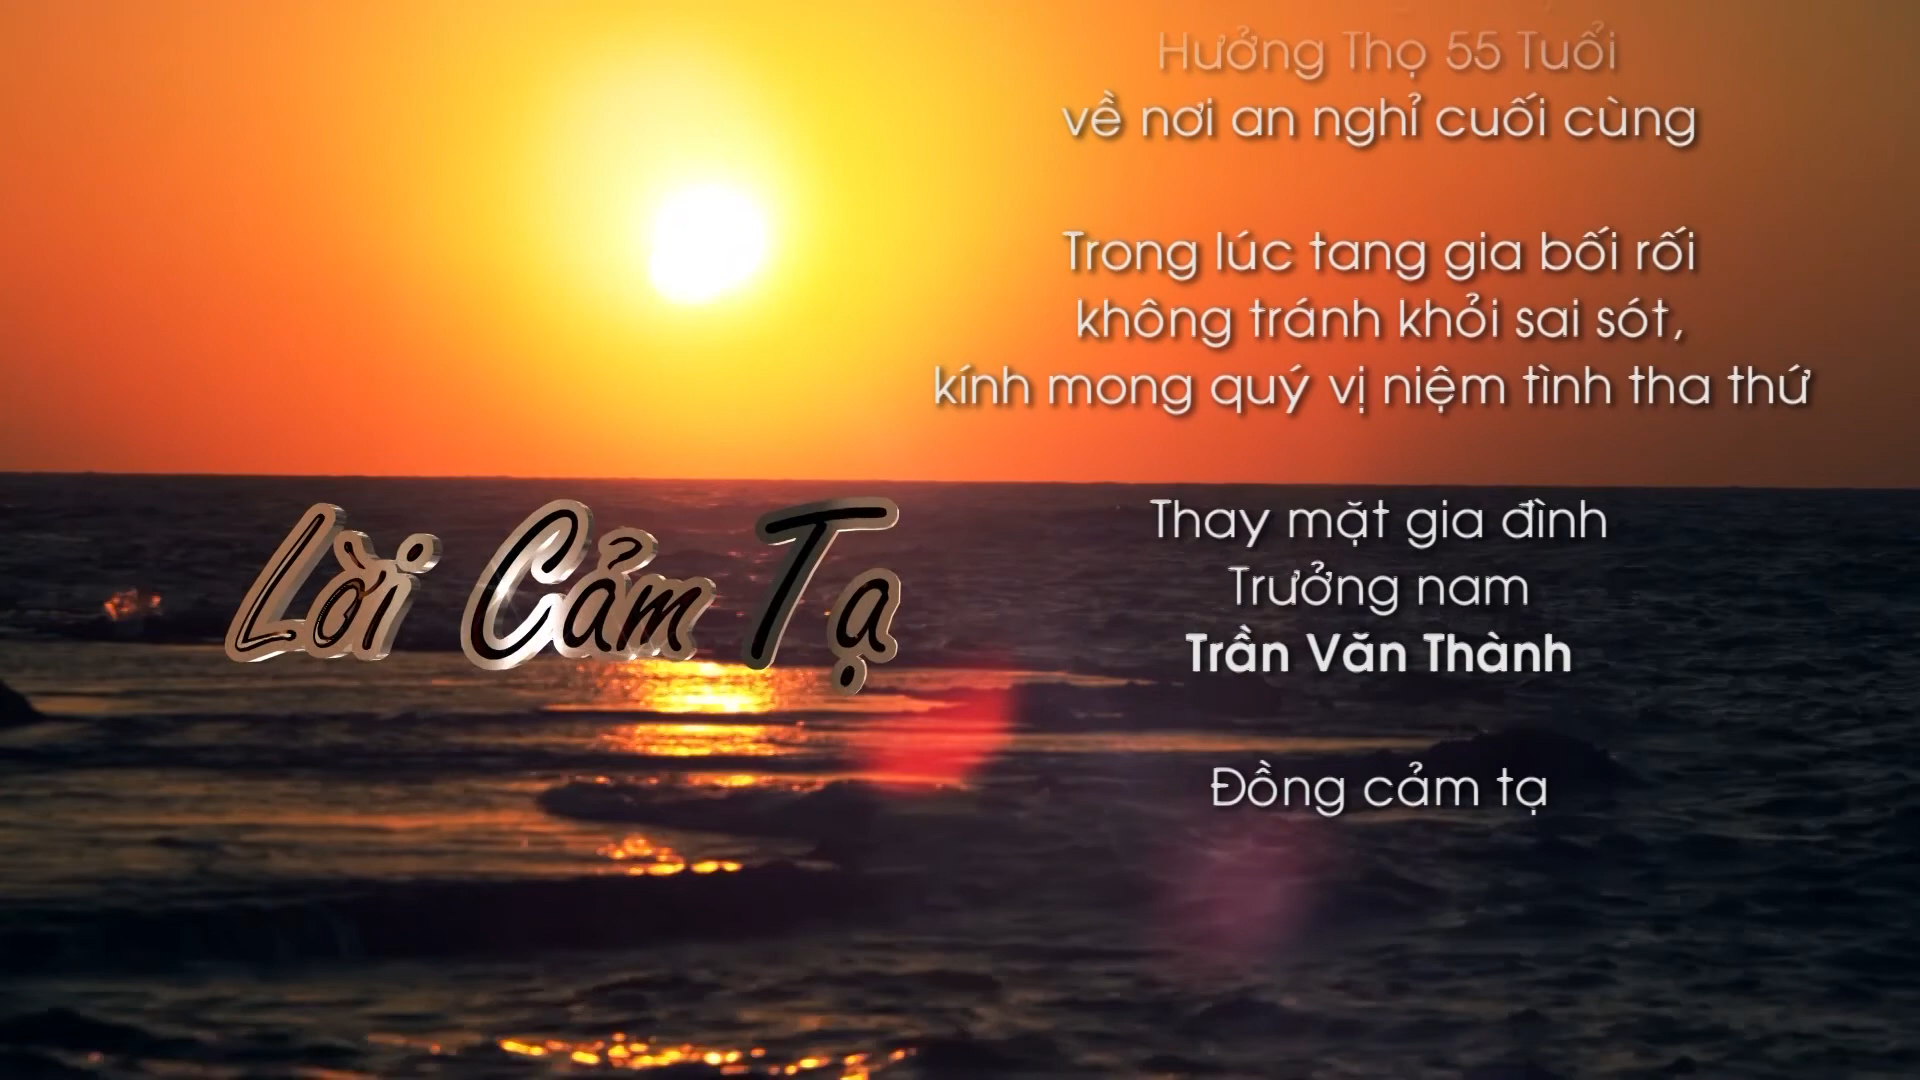 Lời Cảm Tạ
Hưởng Thọ 55 Tuổi
về nơi an nghỉ cuối cùng
Trong lúc tang gia bối rối
không tránh khỏi sai sót,
kính mong quý vị niệm tình tha thứ
Thay mặt gia đình
Trưởng nam
Trần Văn Thành
Đồng cảm tạ